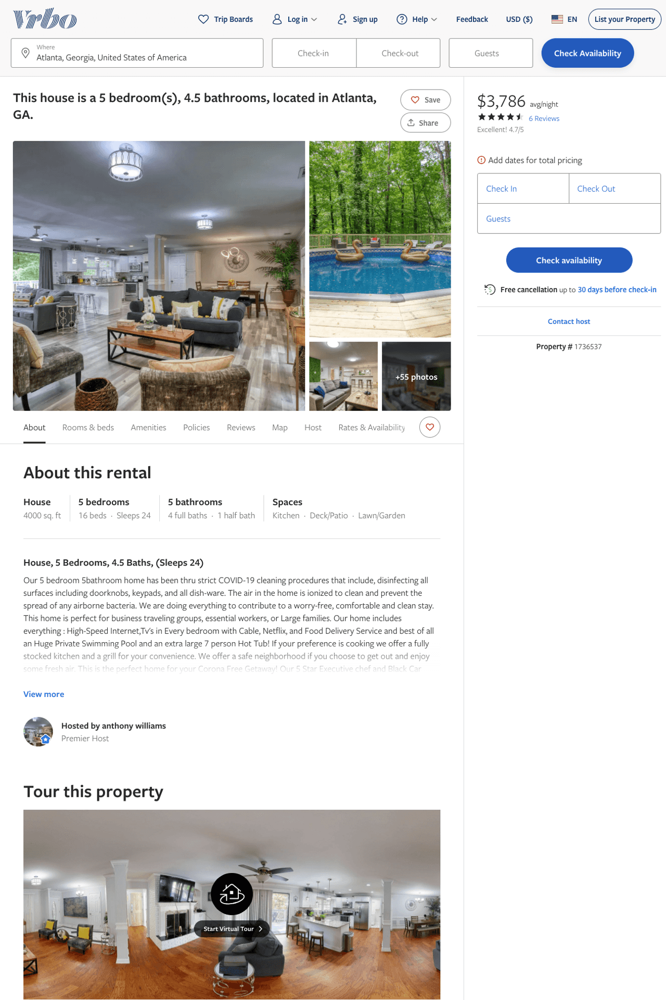 Vrbo
Trip Boards
Log in
Sign up
Help
Feedback
USD ($)
EN
List your Property
Where
Atlanta, Georgia, United States of America
Check-in
Check-out
Guests
Check Availability
This house is a 5 bedroom(s), 4.5 bathrooms, located in Atlanta,
GA.
Save
Share
+55 photos
$3,786 avg/night
6 Reviews
Excellent! 4.7/5
Add dates for total pricing
Check In
Check Out
Guests
Check availability
Free cancellation up to 30 days before check-in
Contact host
Property # 1736537
About
Rooms & beds
Amenities
Policies
Reviews
Map
Host
Rates & Availability
About this rental
House
4000 sq. ft
5 bedrooms
16 beds · Sleeps 24
5 bathrooms
4 full baths · 1 half bath
Spaces
Kitchen · Deck/Patio · Lawn/Garden
House, 5 Bedrooms, 4.5 Baths, (Sleeps 24)
Our 5 bedroom 5bathroom home has been thru strict COVID-19 cleaning procedures that include, disinfecting all
surfaces including doorknobs, keypads, and all dish-ware. The air in the home is ionized to clean and prevent the
spread of any airborne bacteria. We are doing everything to contribute to a worry-free, comfortable and clean stay.
This home is perfect for business traveling groups, essential workers, or Large families. Our home includes
everything : High-Speed Internet,Tv's in Every bedroom with Cable, Netflix, and Food Delivery Service and best of all
an Huge Private Swimming Pool and an extra large 7 person Hot Tub! If your preference is cooking we offer a fully
stocked kitchen and a grill for your convenience. We offer a safe neighborhood if you choose to get out and enjoy
some fresh air. This is the perfect home for your Corona Free Getaway! Our 5 Star Executive chef and Black Car
View more
Hosted by anthony williams
Premier Host
Tour this property
Start Virtual Tour